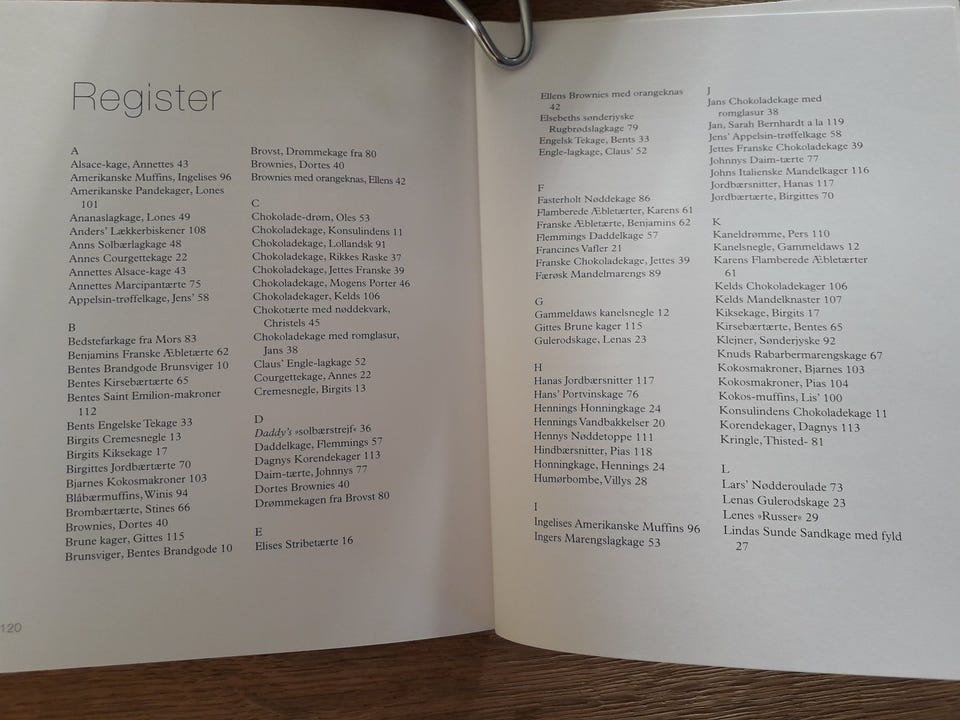 Register
A
Alsace-kage, Annettes 43
Amerikanske Muffins, Ingelises 96
Amerikanske Pandekager, Lones
101
Ananaslagkage, Lones 49
Anders' Lækkerbiskener 108
Anns Solbærlagkage 48
Annes Courgettekage 22
Annettes Alsace-kage 43
Annettes Marcipantærte 75
Appelsin-trøffelkage, Jens' 58
B
Bedstefarkage fra Mors 83
Benjamins Franske Æbletærte 62
Bentes Brandgode Brunsviger 10
Bentes Kirsebærtærte 65
Bentes Saint Emilion-makroner
112
Bents Engelske Tekage 33
Birgits Cremesnegle 13
Birgits Kiksekage 17
Birgittes Jordbærtærte 70
Bjarnes Kokosmakroner 103
Blåbærmuffins, Winis 94
Brombærtærte, Stines 66
Brownies, Dortes 40
Brune kager, Gittes 115
Brunsviger, Bentes Brandgode 10
Brovst, Drømmekage fra 80
Brownies, Dortes 40
Brownies med orangeknas, Ellens 42
C
Chokolade-drøm, Oles 53
Chokoladekage, Konsulindens 11
Chokoladekage, Lollandsk 91
Chokoladekage, Rikkes Raske 37
Chokoladekage, Jettes Franske 39
Chokoladekage, Mogens Porter 46
Chokoladekager, Kelds 106
Chokotærte med nøddekvark,
Christels 45
Chokoladekage med romglasur,
Jans 38
Claus' Engle-lagkage 52
Courgettekage, Annes 22
Cremesnegle, Birgits 13
D
Daddy's »solbærstrejf« 36
Daddelkage, Flemmings 57
Dagnys Korendekager 113
Daim-tærte, Johnnys 77
Dortes Brownies 40
Drømmekagen fra Brovst 80
E
Elises Stribetærte 16
120
Ellens Brownies med orangeknas
42
Elsebeths sønderjyske
Rugbrødslagkage 79
Engelsk Tekage, Bents 33
Engle-lagkage, Claus' 52
F
Fasterholt Nøddekage 86
Flamberede Æbletærter, Karens 61
Franske Æbletærte, Benjamins 62
Flemmings Daddelkage 57
Francines Vafler 21
Franske Chokoladekage, Jettes 39
Færøsk Mandelmarengs 89
G
Gammeldaws kanelsnegle 12
Gittes Brune kager 115
Gulerodskage, Lenas 23
H
Hanas Jordbærsnitter 117
Hans' Portvinskage 76
Hennings Honningkage 24
Hennings Vandbakkelser 20
Hennys Nøddetoppe 111
Hindbærsnitter, Pias 118
Honningkage, Hennings 24
Humørbombe, Villys 28
I
Ingelises Amerikanske Muffins 96
Ingers Marengslagkage 53
J
Jans Chokoladekage med
romglasur 38
Jan, Sarah Bernhardt a la 119
Jens' Appelsin-trøffelkage 58
Jettes Franske Chokoladekage 39
Johnnys Daim-tærte 77
Johns Italienske Mandelkager 116
Jordbærsnitter, Hanas 117
Jordbærtærte, Birgittes 70
K
Kaneldrømme, Pers 110
Kanelsnegle, Gammeldaws 12
Karens Flamberede Æbletærter
61
Kelds Chokoladekager 106
Kelds Mandelknaster 107
Kiksekage, Birgits 17
Kirsebærtærte, Bentes 65
Klejner, Sønderjyske 92
Knuds Rabarbermarengskage 67
Kokosmakroner, Bjarnes 103
Kokosmakroner, Pias 104
Kokos-muffins, Lis' 100
Konsulindens Chokoladekage 11
Korendekager, Dagnys 113
Kringle, Thisted- 81
L
Lars' Nødderoulade 73
Lenas Gulerodskage 23
Lenes »Russer« 29
Lindas Sunde Sandkage med fyld
27